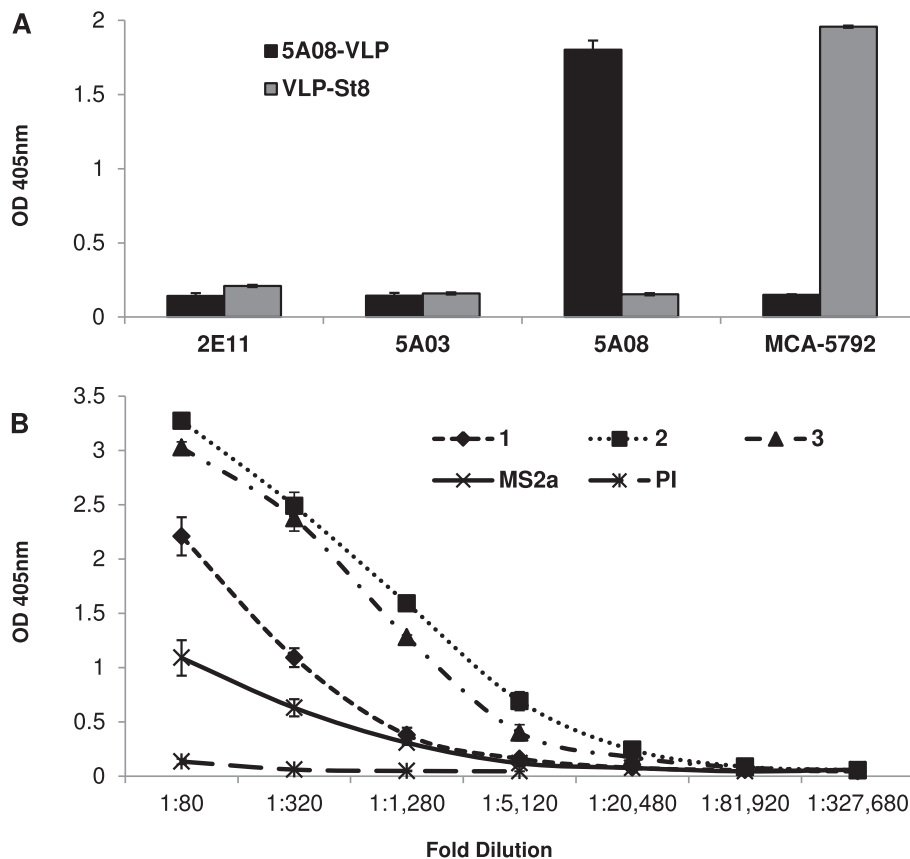 A
2
5A08-VLP
VLP-St8
1.5
1
0.5
0
OD 405nm
2E11 5A03 5A08 MCA-5792
B
3.5
1 2 3
MS2a PI
3
2.5
2
1.5
1
0.5
0
OD 405nm
1:80 1:320 1:1,280 1:5,120 1:20,480 1:81,920 1:327,680
Fold Dilution